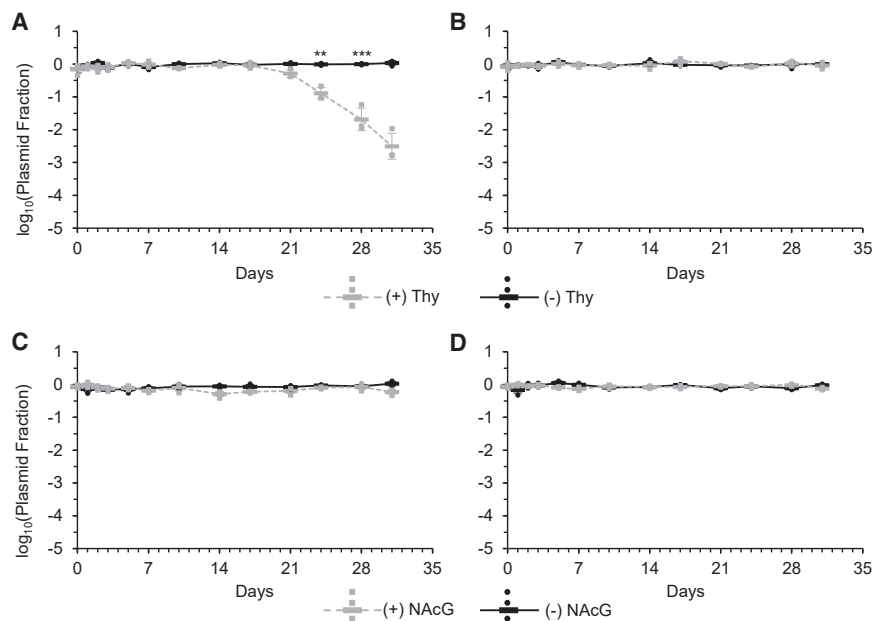 A
B
** ***
log10(Plasmid Fraction)
1
0
-1
-2
-3
-4
-5
0 7 14 21 28 35
Days
1
0
-1
-2
-3
-4
-5
0 7 14 21 28 35
Days
(+) Thy (-) Thy
C
D
log10(Plasmid Fraction)
1
0
-1
-2
-3
-4
-5
0 7 14 21 28 35
Days
1
0
-1
-2
-3
-4
-5
0 7 14 21 28 35
Days
(+) NAcG (-) NAcG